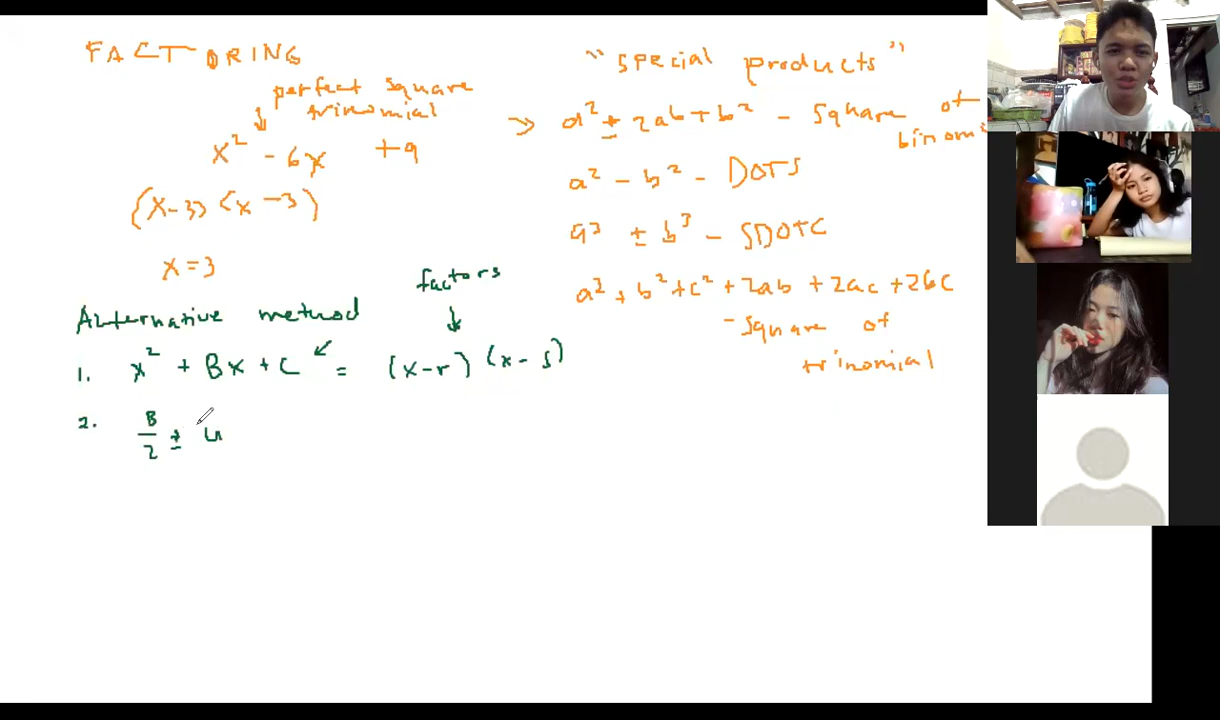 FACTORING
perfect square
trinomial
x² - 6x + 9
(x-3)(x-3)
x = 3
"special products"
→ a² ± 2ab + b² - square of
binom
a² - b² - DOTS
a³ ± b³ - SDOTC
a² + b² + c² + 2ab + 2ac + 2bc
- square of
trinomial
factors
Alternative method
1. x² + Bx + C = (x-r)(x-s)
2. B/2 ± u